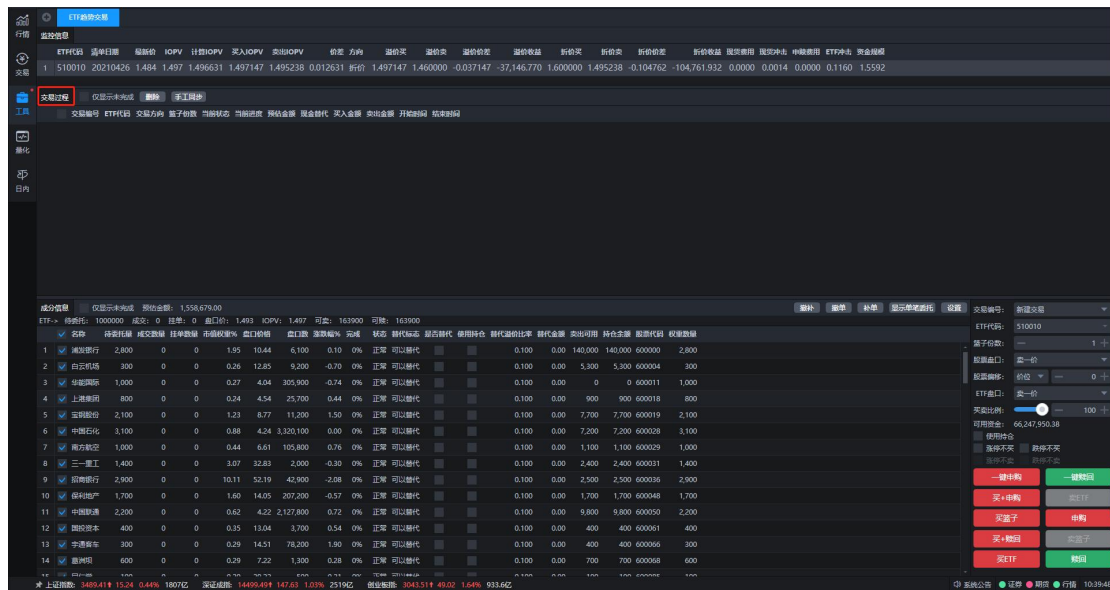 ETF趋势交易
行情
交易
工具
量化
日内
监控信息
ETF代码 清单日期 最新价 IOPV 计算IOPV 买入IOPV 卖出IOPV 价差 方向 溢价买 溢价卖 溢价价差 溢价收益 折价买 折价卖 折价价差 折价收益 现货费用 现货冲击 申赎费用 ETF冲击 资金规模
1 510010 20210426 1.484 1.497 1.496631 1.497147 1.495238 0.012631 折价 1.497147 1.460000 -0.037147 -37,146.770 1.600000 1.495238 -0.104762 -104,761.932 0.0000 0.0014 0.0000 0.1160 1.5592
交易过程 仅显示未完成 删除 手工同步
交易编号 ETF代码 交易方向 篮子份数 当前状态 当前进度 预估金额 现金替代 买入金额 卖出金额 开始时间 结束时间
成分信息 仅显示未完成 预估金额: 1,558,679.00 撤补 撤单 补单 显示单笔委托 设置
ETF-> 待委托: 1000000 成交: 0 挂单: 0 盘口价: 1.493 IOPV: 1.497 可卖: 163900 可赎: 163900
名称 待委托量 成交数量 挂单数量 市值权重% 盘口价格 盘口数 涨跌幅% 完成 状态 替代标志 是否替代 使用持仓 替代溢价比率 替代金额 卖出可用 持仓余额 股票代码 权重数量
1 浦发银行 2,800 0 0 1.95 10.44 6,100 0.10 0% 正常 可以替代 0.100 0.00 140,000 140,000 600000 2,800
2 白云机场 300 0 0 0.26 12.85 9,200 -0.70 0% 正常 可以替代 0.100 0.00 5,300 5,300 600004 300
3 华能国际 1,000 0 0 0.27 4.04 305,900 -0.74 0% 正常 可以替代 0.100 0.00 0 0 600011 1,000
4 上港集团 800 0 0 0.24 4.54 25,700 0.44 0% 正常 可以替代 0.100 0.00 900 900 600018 800
5 宝钢股份 2,100 0 0 1.23 8.77 11,200 1.50 0% 正常 可以替代 0.100 0.00 7,700 7,700 600019 2,100
6 中国石化 3,100 0 0 0.88 4.24 3,320,100 0.00 0% 正常 可以替代 0.100 0.00 7,200 7,200 600028 3,100
7 南方航空 1,000 0 0 0.44 6.61 105,800 0.76 0% 正常 可以替代 0.100 0.00 1,100 1,100 600029 1,000
8 三一重工 1,400 0 0 3.07 32.83 2,000 -0.30 0% 正常 可以替代 0.100 0.00 2,400 2,400 600031 1,400
9 招商银行 2,900 0 0 10.11 52.19 42,900 -2.08 0% 正常 可以替代 0.100 0.00 2,500 2,500 600036 2,900
10 保利地产 1,700 0 0 1.60 14.05 207,200 -0.57 0% 正常 可以替代 0.100 0.00 1,700 1,700 600048 1,700
11 中国联通 2,200 0 0 0.62 4.22 2,127,800 0.72 0% 正常 可以替代 0.100 0.00 9,800 9,800 600050 2,200
12 国投资本 400 0 0 0.35 13.04 3,700 0.54 0% 正常 可以替代 0.100 0.00 400 400 600061 400
13 宇通客车 300 0 0 0.29 14.51 78,200 1.90 0% 正常 可以替代 0.100 0.00 400 400 600066 300
14 葛洲坝 600 0 0 0.29 7.22 1,300 0.28 0% 正常 可以替代 0.100 0.00 700 700 600068 600
交易编号: 新建交易
ETF代码: 510010
篮子份数: 1
股票盘口: 卖一价
股票偏移: 价位 0
ETF盘口: 卖一价
买卖比例: 100
可用资金: 66,247,950.38
使用持仓
涨停不买 跌停不买
涨停不卖 跌停不卖
一键申购 一键赎回
买+申购 卖ETF
买篮子 申购
买+赎回 卖篮子
买ETF 赎回
上证指数: 3489.41 15.24 0.44% 1807亿 深证成指: 14499.49 147.63 1.03% 2519亿 创业板指: 3043.51 49.02 1.64% 933.6亿 系统公告 证券 期货 行情 10:39:48